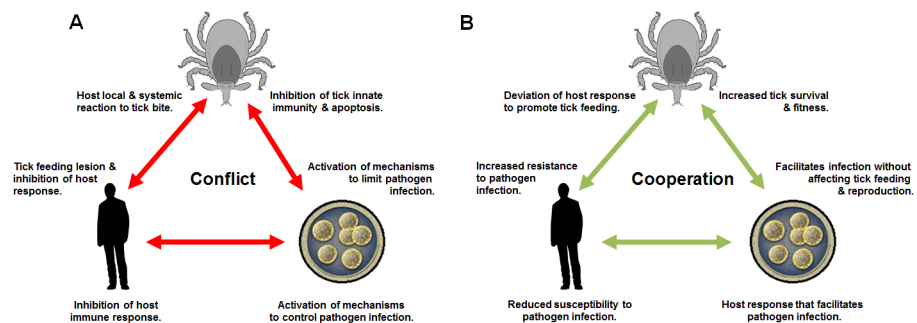 A
Host local & systemic
reaction to tick bite.
Inhibition of tick innate
immunity & apoptosis.
Tick feeding lesion &
inhibition of host
response.
Conflict
Activation of mechanisms
to limit pathogen
infection.
Inhibition of host
immune response.
Activation of mechanisms
to control pathogen infection.
B
Deviation of host response
to promote tick feeding.
Increased tick survival
& fitness.
Increased resistance
to pathogen
infection.
Cooperation
Facilitates infection without
affecting tick feeding
& reproduction.
Reduced susceptibility to
pathogen infection.
Host response that facilitates
pathogen infection.